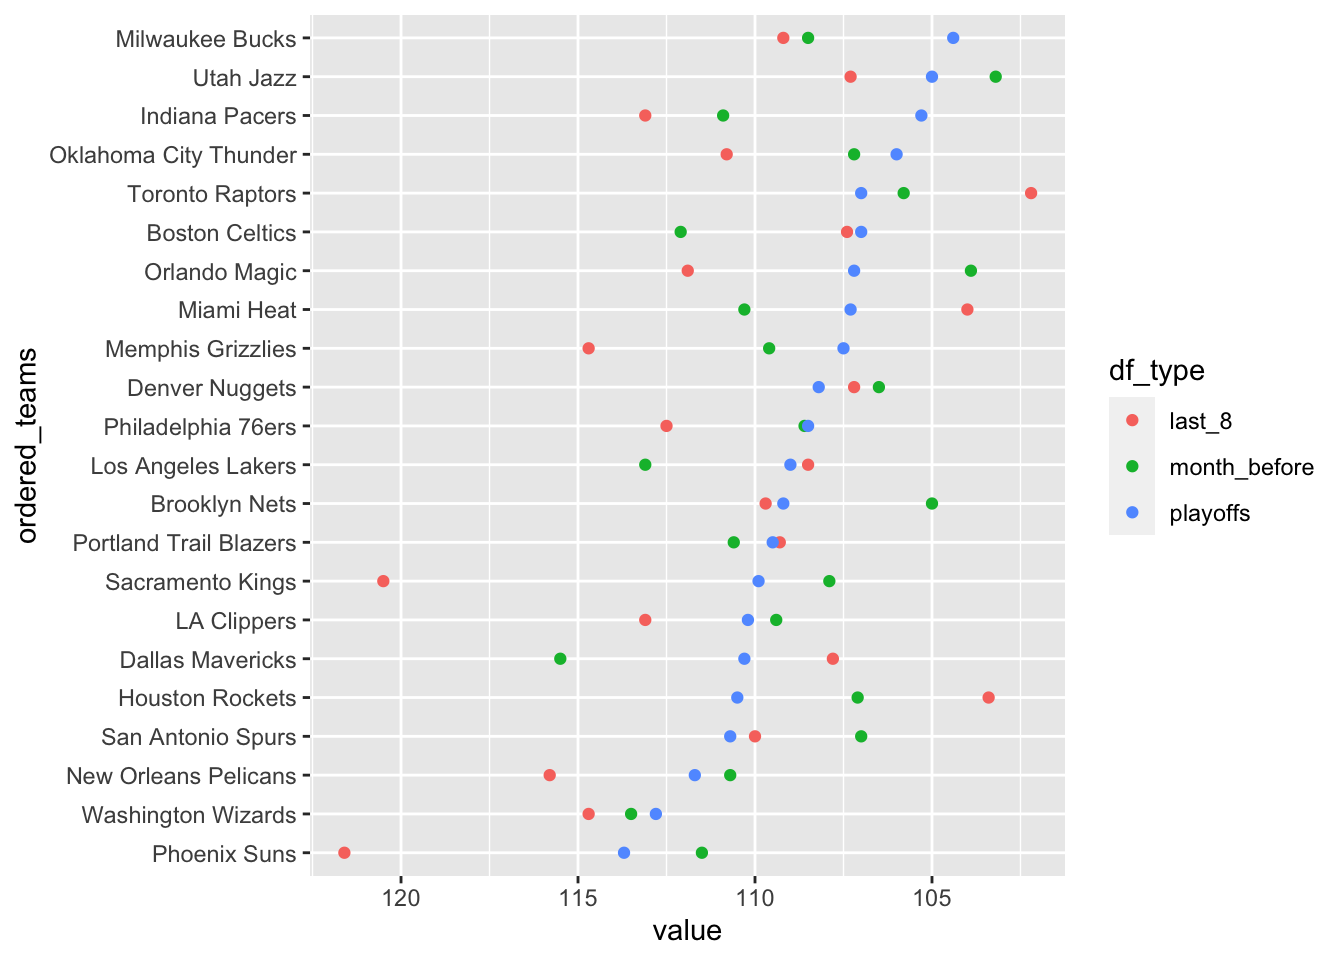 Milwaukee Bucks
Utah Jazz
Indiana Pacers
Oklahoma City Thunder
Toronto Raptors
Boston Celtics
Orlando Magic
Miami Heat
Memphis Grizzlies
Denver Nuggets
Philadelphia 76ers
Los Angeles Lakers
Brooklyn Nets
Portland Trail Blazers
Sacramento Kings
LA Clippers
Dallas Mavericks
Houston Rockets
San Antonio Spurs
New Orleans Pelicans
Washington Wizards
Phoenix Suns
ordered_teams
120 115 110 105
value
df_type
last_8
month_before
playoffs